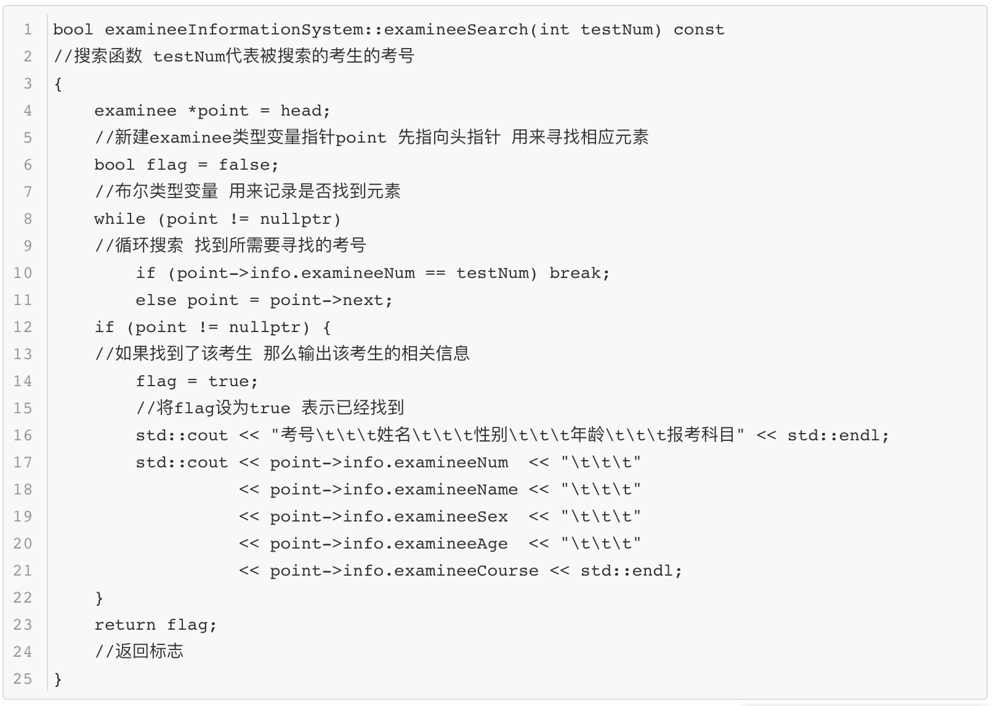 1 bool examineeInformationSystem::examineeSearch(int testNum) const
2 //搜索函数 testNum代表被搜索的考生的考号
3 {
4     examinee *point = head;
5     //新建examinee类型变量指针point 先指向头指针 用来寻找相应元素
6     bool flag = false;
7     //布尔类型变量 用来记录是否找到元素
8     while (point != nullptr)
9     //循环搜索 找到所需要寻找的考号
10         if (point->info.examineeNum == testNum) break;
11         else point = point->next;
12     if (point != nullptr) {
13     //如果找到了该考生 那么输出该考生的相关信息
14         flag = true;
15         //将flag设为true 表示已经找到
16         std::cout << "考号\t\t\t姓名\t\t\t性别\t\t\t年龄\t\t\t报考科目" << std::endl;
17         std::cout << point->info.examineeNum  << "\t\t\t"
18                   << point->info.examineeName << "\t\t\t"
19                   << point->info.examineeSex  << "\t\t\t"
20                   << point->info.examineeAge  << "\t\t\t"
21                   << point->info.examineeCourse << std::endl;
22     }
23     return flag;
24     //返回标志
25 }